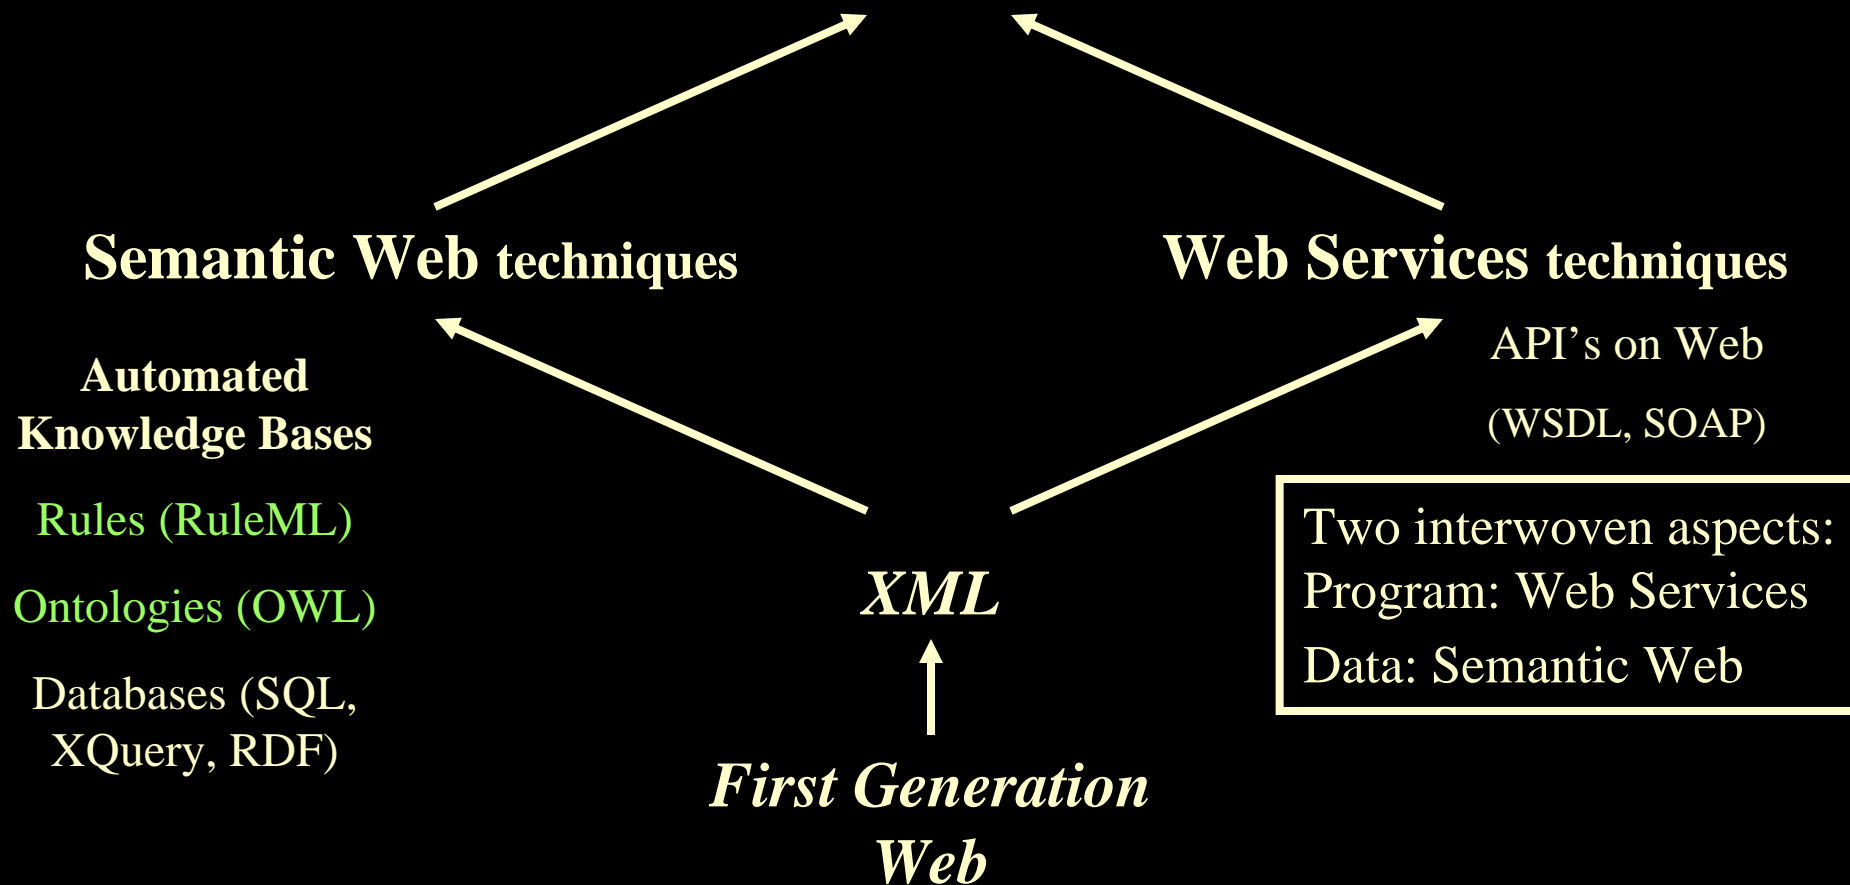 Semantic Web techniques
Web Services techniques
Automated
Knowledge Bases
Rules (RuleML)
Ontologies (OWL)
Databases (SQL,
XQuery, RDF)
API’s on Web
(WSDL, SOAP)
Two interwoven aspects:
Program: Web Services
Data: Semantic Web
XML
First Generation
Web